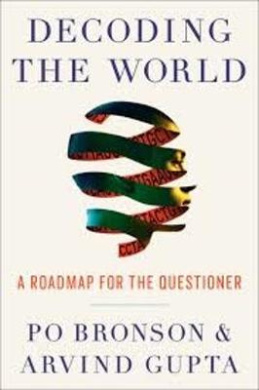 DECODING
THE WORLD
A ROADMAP FOR THE QUESTIONER
PO BRONSON &
ARVIND GUPTA